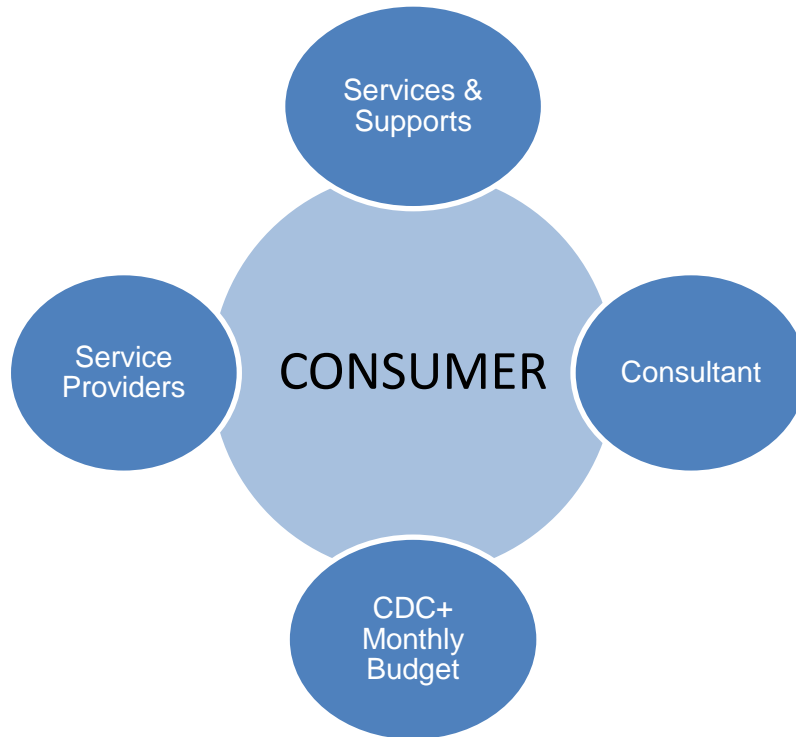 Services &
Supports
Service
Providers
CONSUMER
Consultant
CDC+
Monthly
Budget